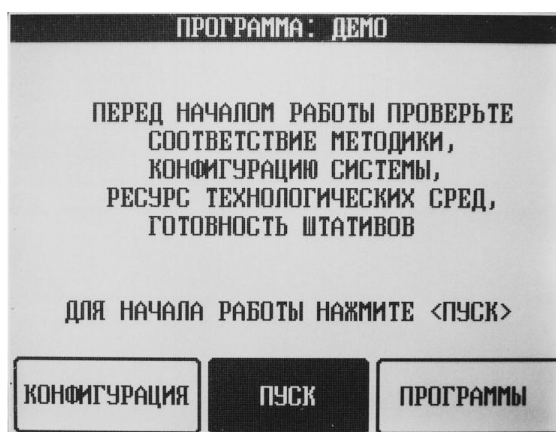 ПРОГРАММА: ДЕМО
ПЕРЕД НАЧАЛОМ РАБОТЫ ПРОВЕРЬТЕ
СООТВЕТСТВИЕ МЕТОДИКИ,
КОНФИГУРАЦИЮ СИСТЕМЫ,
РЕСУРС ТЕХНОЛОГИЧЕСКИХ СРЕД,
ГОТОВНОСТЬ ШТАТИВОВ
ДЛЯ НАЧАЛА РАБОТЫ НАЖМИТЕ <ПУСК>
КОНФИГУРАЦИЯ ПУСК ПРОГРАММЫ